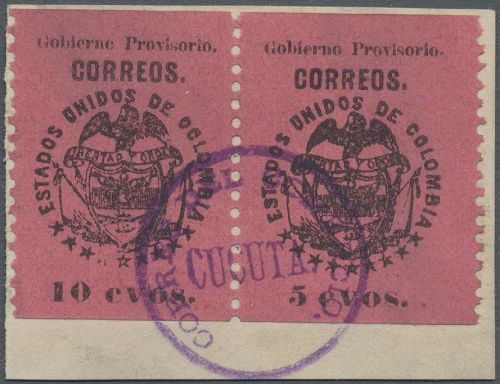 Gobierno Provisorio.
CORREOS.
ESTADOS UNIDOS DE COLOMBIA
LIBERTAD Y ORDEN
10 cvos.
Gobierno Provisorio.
CORREOS.
ESTADOS UNIDOS DE COLOMBIA
5 cvos.
CUCUTA.